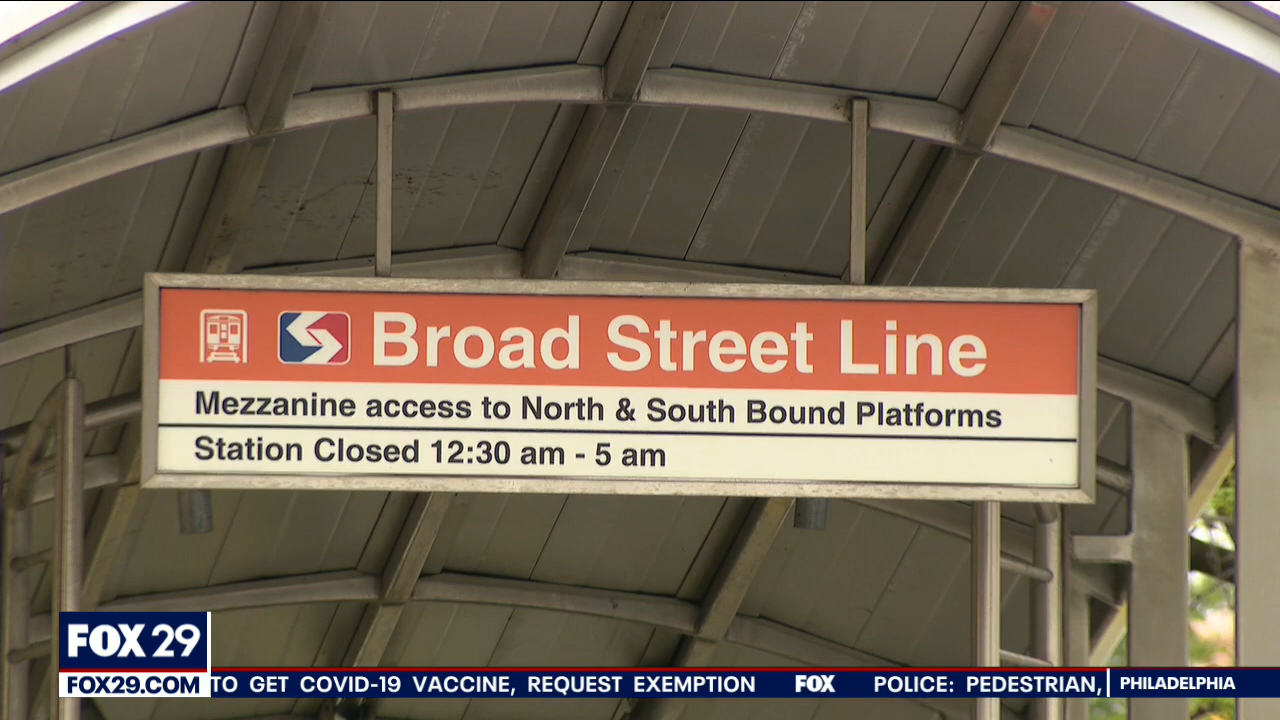 Broad Street Line
Mezzanine access to North & South Bound Platforms
Station Closed 12:30 am - 5 am
FOX 29
FOX29.COM
TO GET COVID-19 VACCINE, REQUEST EXEMPTION FOX POLICE: PEDESTRIAN,
PHILADELPHIA